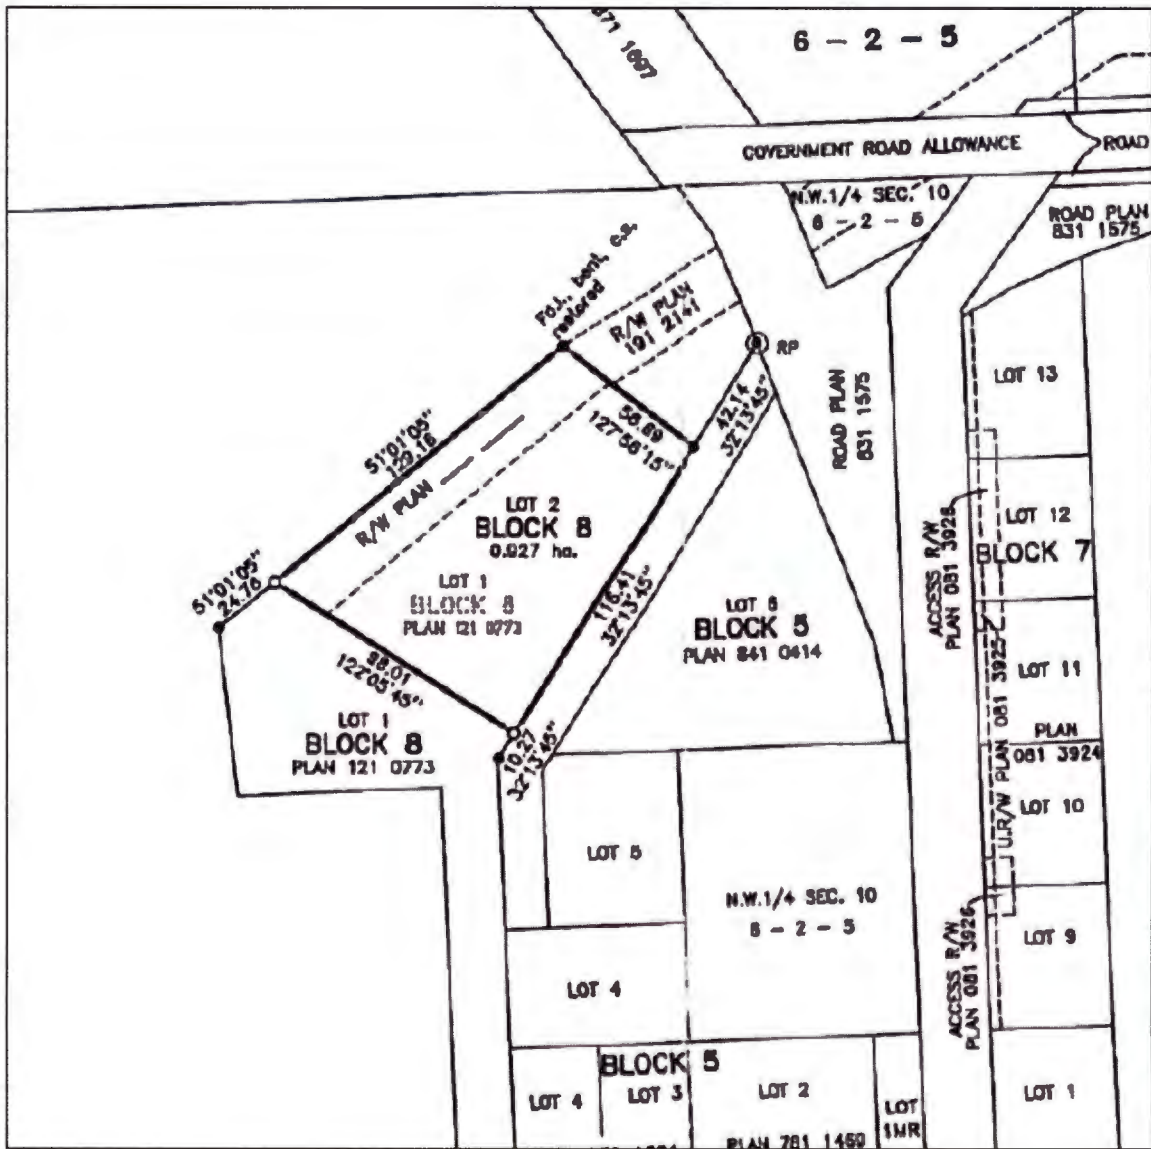 971 1697
6 - 2 - 5
GOVERNMENT ROAD ALLOWANCE
ROAD
N.W.1/4 SEC. 10
6 - 2 - 5
ROAD PLAN
831 1575
Fd.I., bent, c.s.
restored
R/W PLAN
191 2141
RP
42.14
32°13'45"
56.69
127°56'15"
51°01'05"
129.16
R/W PLAN
LOT 2
BLOCK 8
0.927 ha.
LOT 1
BLOCK 8
PLAN 121 0773
116.41
32°13'45"
51°01'05"
24.76
98.01
122°05'45"
LOT 1
BLOCK 8
PLAN 121 0773
10.27
32°13'45"
LOT 6
BLOCK 5
PLAN 841 0414
ROAD PLAN
831 1575
LOT 13
ACCESS R/W
PLAN 081 3926
LOT 12
BLOCK 7
LOT 11
PLAN
081 3924
U.R/W PLAN 081 3925
LOT 10
LOT 5
N.W.1/4 SEC. 10
6 - 2 - 5
ACCESS R/W
PLAN 081 3926
LOT 9
LOT 4
BLOCK 5
LOT 4
LOT 3
LOT 2
LOT
1MR
LOT 1
PLAN 781 1459